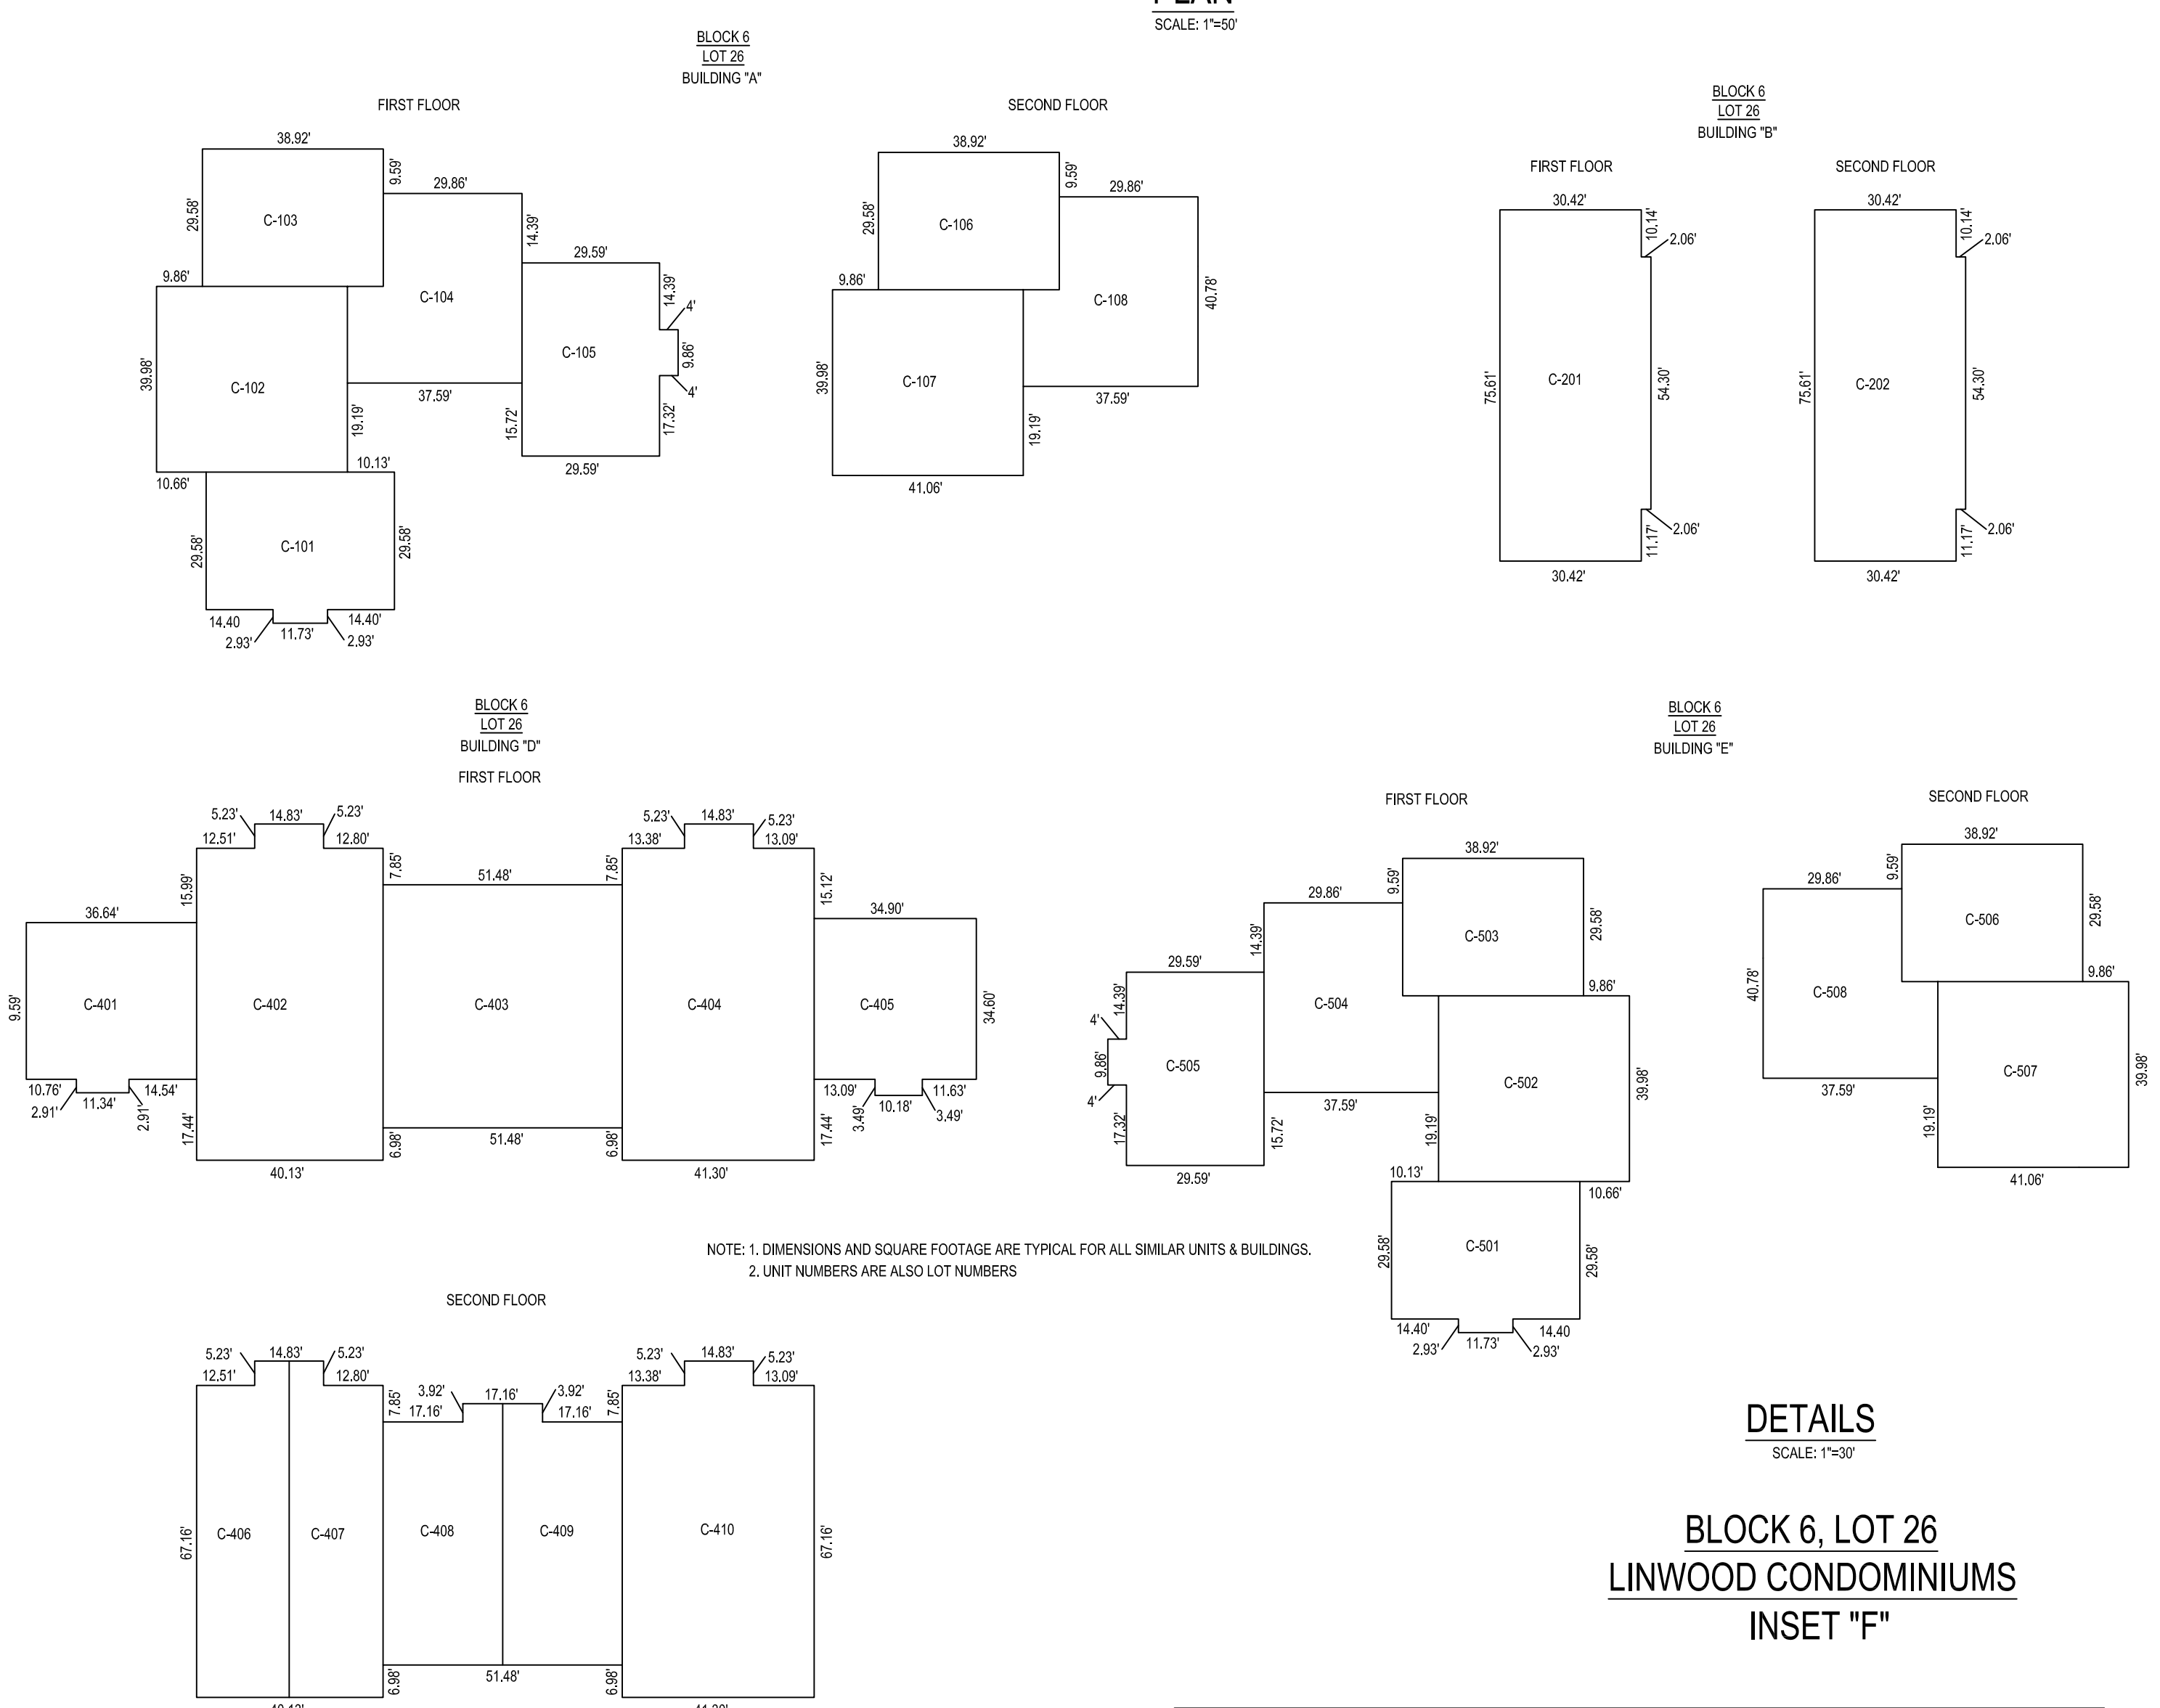 SCALE: 1"=50'
BLOCK 6
LOT 26
BUILDING "A"
FIRST FLOOR
38.92'
9.59'
29.86'
29.58'
C-103
14.39'
29.59'
9.86'
C-104
14.39'
4'
9.86'
C-105
4'
39.98'
C-102
37.59'
19.19'
15.72'
17.32'
10.13'
29.59'
10.66'
29.58'
C-101
29.58'
14.40
14.40'
2.93'
11.73'
2.93'
SECOND FLOOR
38.92'
9.59'
29.86'
29.58'
C-106
9.86'
C-108
40.78'
39.98'
C-107
37.59'
19.19'
41.06'
BLOCK 6
LOT 26
BUILDING "B"
FIRST FLOOR
30.42'
10.14'
2.06'
75.61'
C-201
54.30'
2.06'
11.17'
30.42'
SECOND FLOOR
30.42'
10.14'
2.06'
75.61'
C-202
54.30'
2.06'
11.17'
30.42'
BLOCK 6
LOT 26
BUILDING "D"
FIRST FLOOR
5.23'
14.83'
5.23'
12.51'
12.80'
7.85'
51.48'
7.85'
5.23'
14.83'
5.23'
13.38'
13.09'
15.99'
15.12'
36.64'
34.90'
9.59'
C-401
C-402
C-403
C-404
C-405
34.60'
10.76'
14.54'
2.91'
11.34'
2.91'
17.44'
13.09'
11.63'
3.49'
10.18'
3.49'
17.44'
6.98'
51.48'
6.98'
40.13'
41.30'
BLOCK 6
LOT 26
BUILDING "E"
FIRST FLOOR
38.92'
9.59'
29.86'
C-503
29.58'
14.39'
29.59'
9.86'
14.39'
C-504
4'
9.86'
C-505
C-502
39.98'
4'
37.59'
17.32'
15.72'
19.19'
10.13'
29.59'
10.66'
29.58'
C-501
29.58'
14.40'
14.40
2.93'
11.73'
2.93'
SECOND FLOOR
38.92'
9.59'
29.86'
C-506
29.58'
9.86'
40.78'
C-508
C-507
39.98'
37.59'
19.19'
41.06'
NOTE: 1. DIMENSIONS AND SQUARE FOOTAGE ARE TYPICAL FOR ALL SIMILAR UNITS & BUILDINGS.
2. UNIT NUMBERS ARE ALSO LOT NUMBERS
SECOND FLOOR
5.23'
14.83'
5.23'
12.51'
12.80'
7.85'
3.92'
17.16'
3.92'
17.16'
17.16'
7.85'
5.23'
14.83'
5.23'
13.38'
13.09'
67.16'
C-406
C-407
C-408
C-409
C-410
67.16'
6.98'
51.48'
6.98'
DETAILS
SCALE: 1"=30'
BLOCK 6, LOT 26
LINWOOD CONDOMINIUMS
INSET "F"